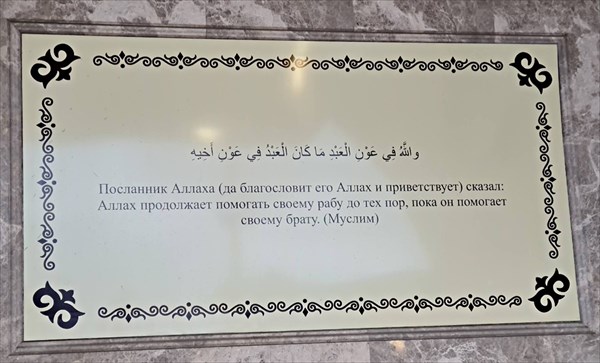 واللَّهُ فِي عَوْنِ الْعَبْدِ مَا كَانَ الْعَبْدُ فِي عَوْنِ أَخِيهِ
Посланник Аллаха (да благословит его Аллах и приветствует) сказал:
Аллах продолжает помогать своему рабу до тех пор, пока он помогает
своему брату. (Муслим)